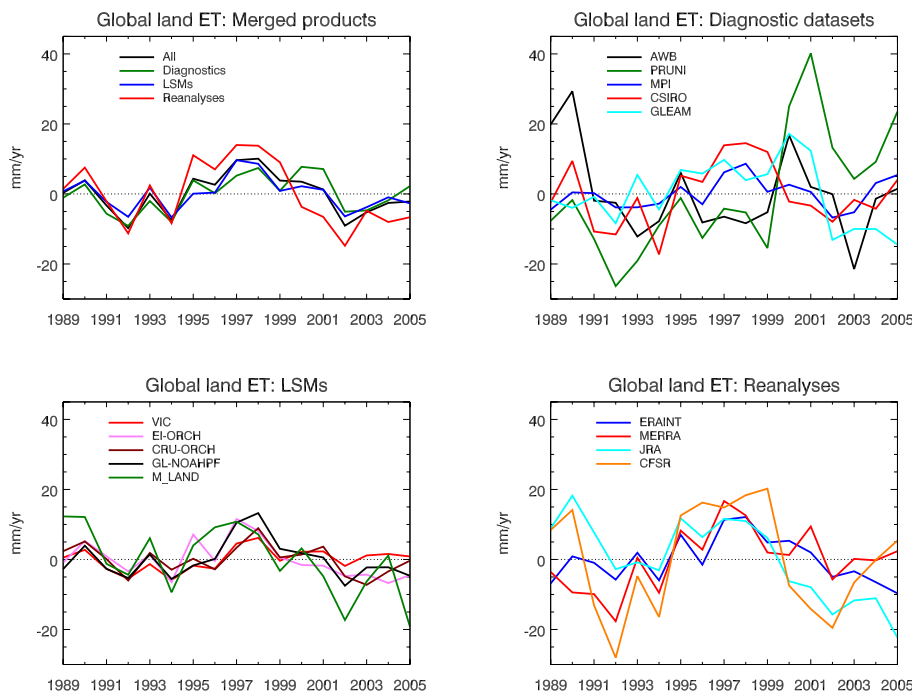 Global land ET: Merged products
40
20
0
-20
mm/yr
All
Diagnostics
LSMs
Reanalyses
1989 1991 1993 1995 1997 1999 2001 2003 2005
Global land ET: Diagnostic datasets
40
20
0
-20
mm/yr
AWB
PRUNI
MPI
CSIRO
GLEAM
1989 1991 1993 1995 1997 1999 2001 2003 2005
Global land ET: LSMs
40
20
0
-20
mm/yr
VIC
EI-ORCH
CRU-ORCH
GL-NOAHPF
M_LAND
1989 1991 1993 1995 1997 1999 2001 2003 2005
Global land ET: Reanalyses
40
20
0
-20
mm/yr
ERAINT
MERRA
JRA
CFSR
1989 1991 1993 1995 1997 1999 2001 2003 2005